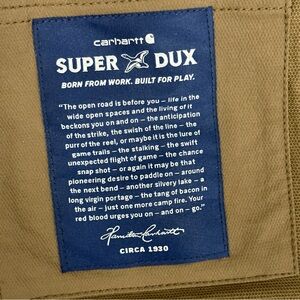 carhartt
SUPER DUX
BORN FROM WORK. BUILT FOR PLAY.
"The open road is before you – life in the
wide open spaces and the living of it
beckons you on and on – the anticipation
of the strike, the swish of the line – the
purr of the reel, or maybe it is the lure of
game trails – the stalking – the swift
unexpected flight of game – the chance
snap shot – or again it may be that
pioneering desire to paddle on – around
the next bend – another silvery lake – a
long virgin portage – the tang of bacon in
the air – just one more camp fire. Your
red blood urges you on – and on – go."
Hamilton Carhartt
CIRCA 1930